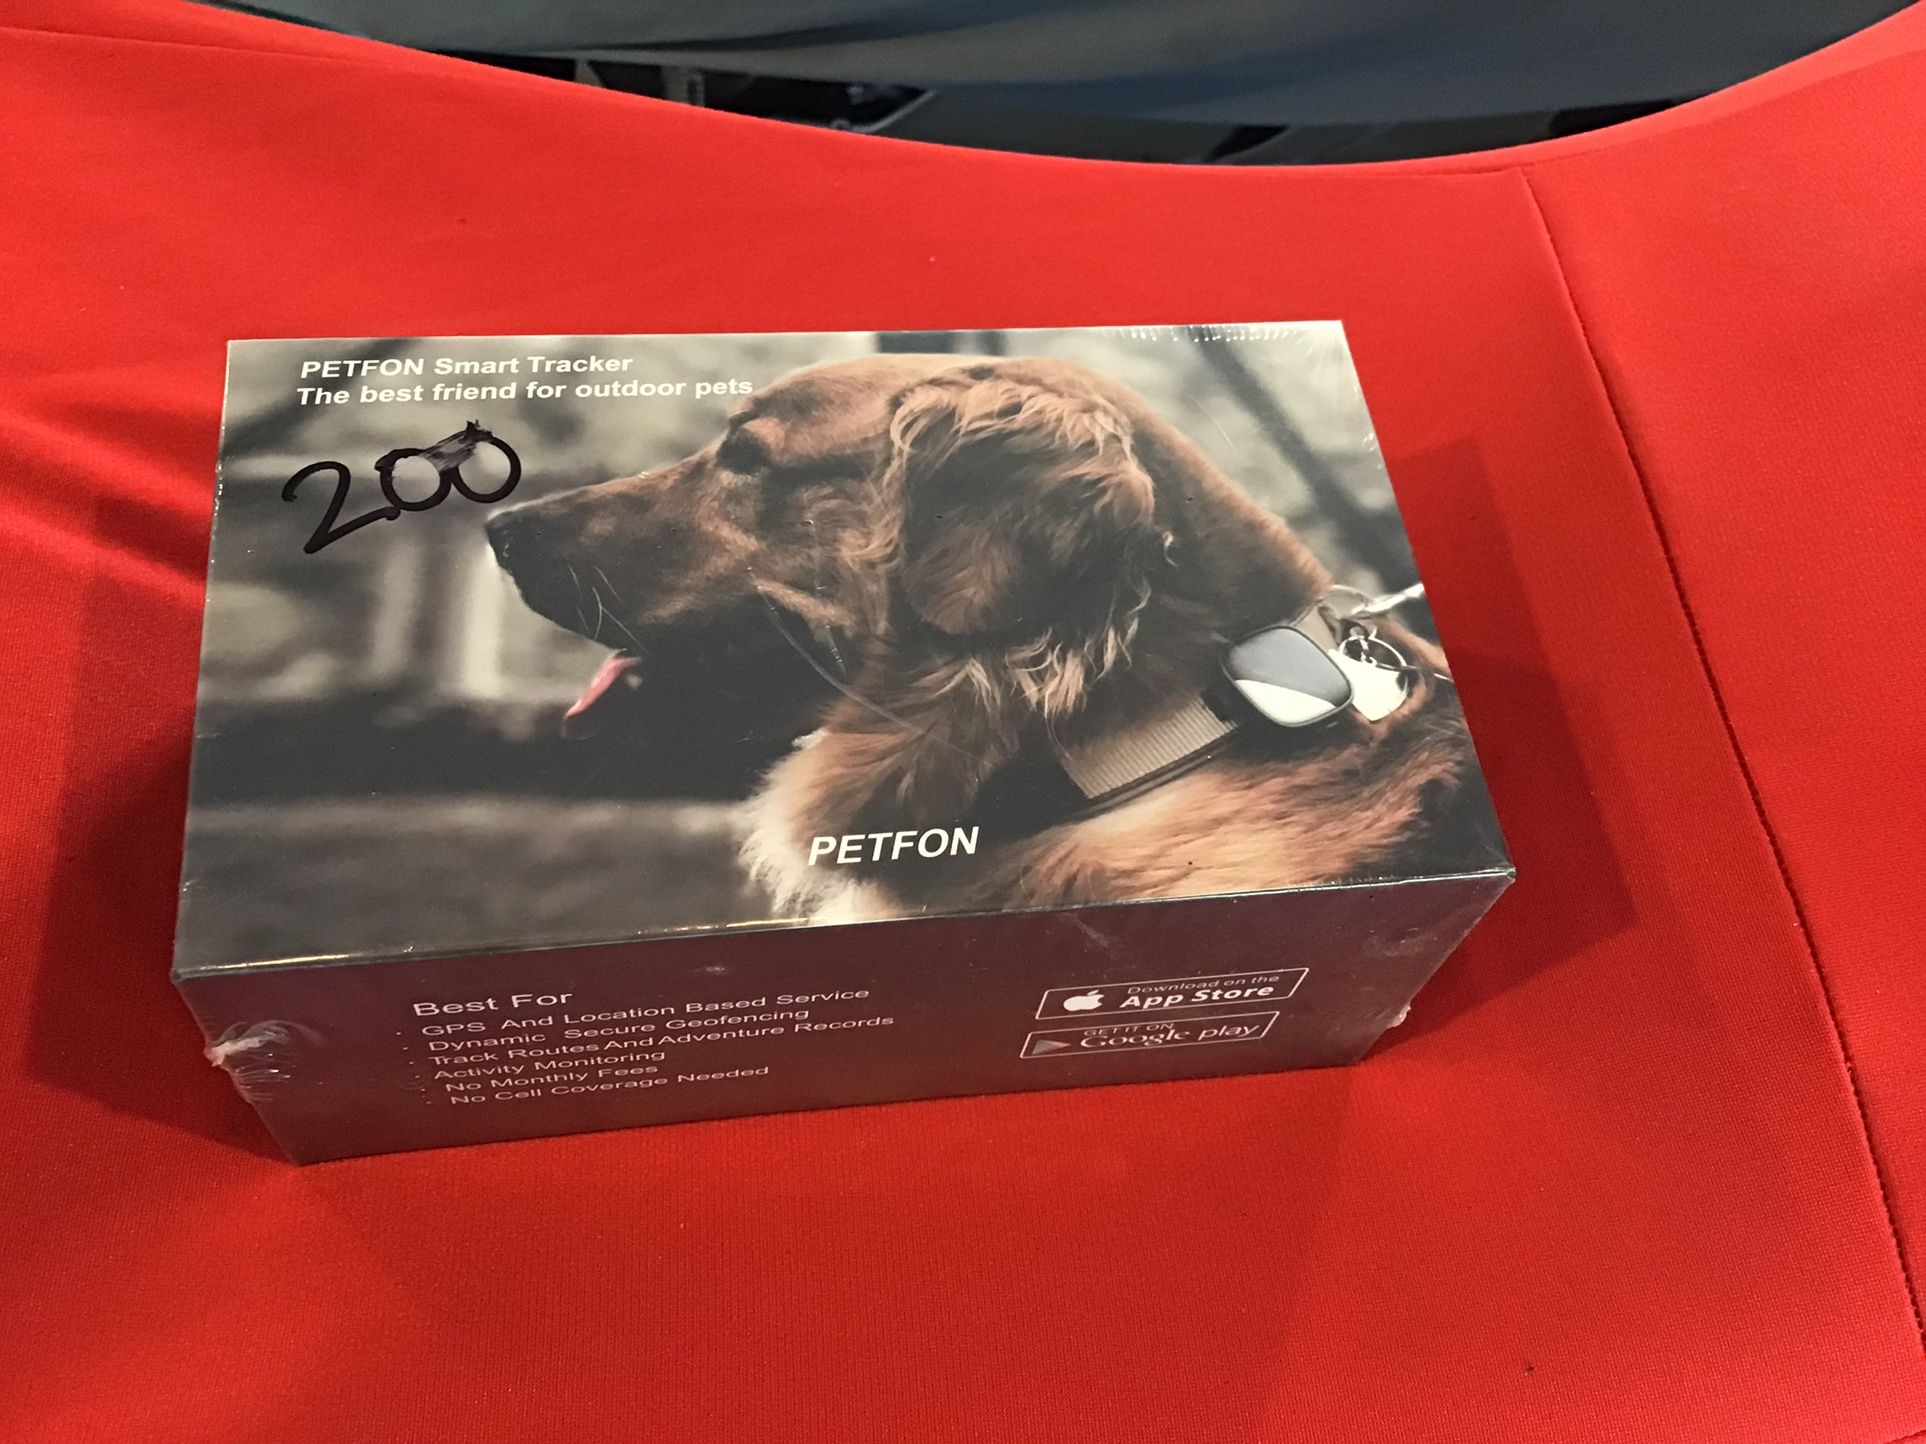 PETFON Smart Tracker
The best friend for outdoor pets
200
PETFON
Best For
· GPS And Location Based Service
· Dynamic Secure Geofencing
· Track Routes And Adventure Records
· Activity Monitoring
· No Monthly Fees
· No Cell Coverage Needed
Download on the
App Store
GET IT ON
Google play